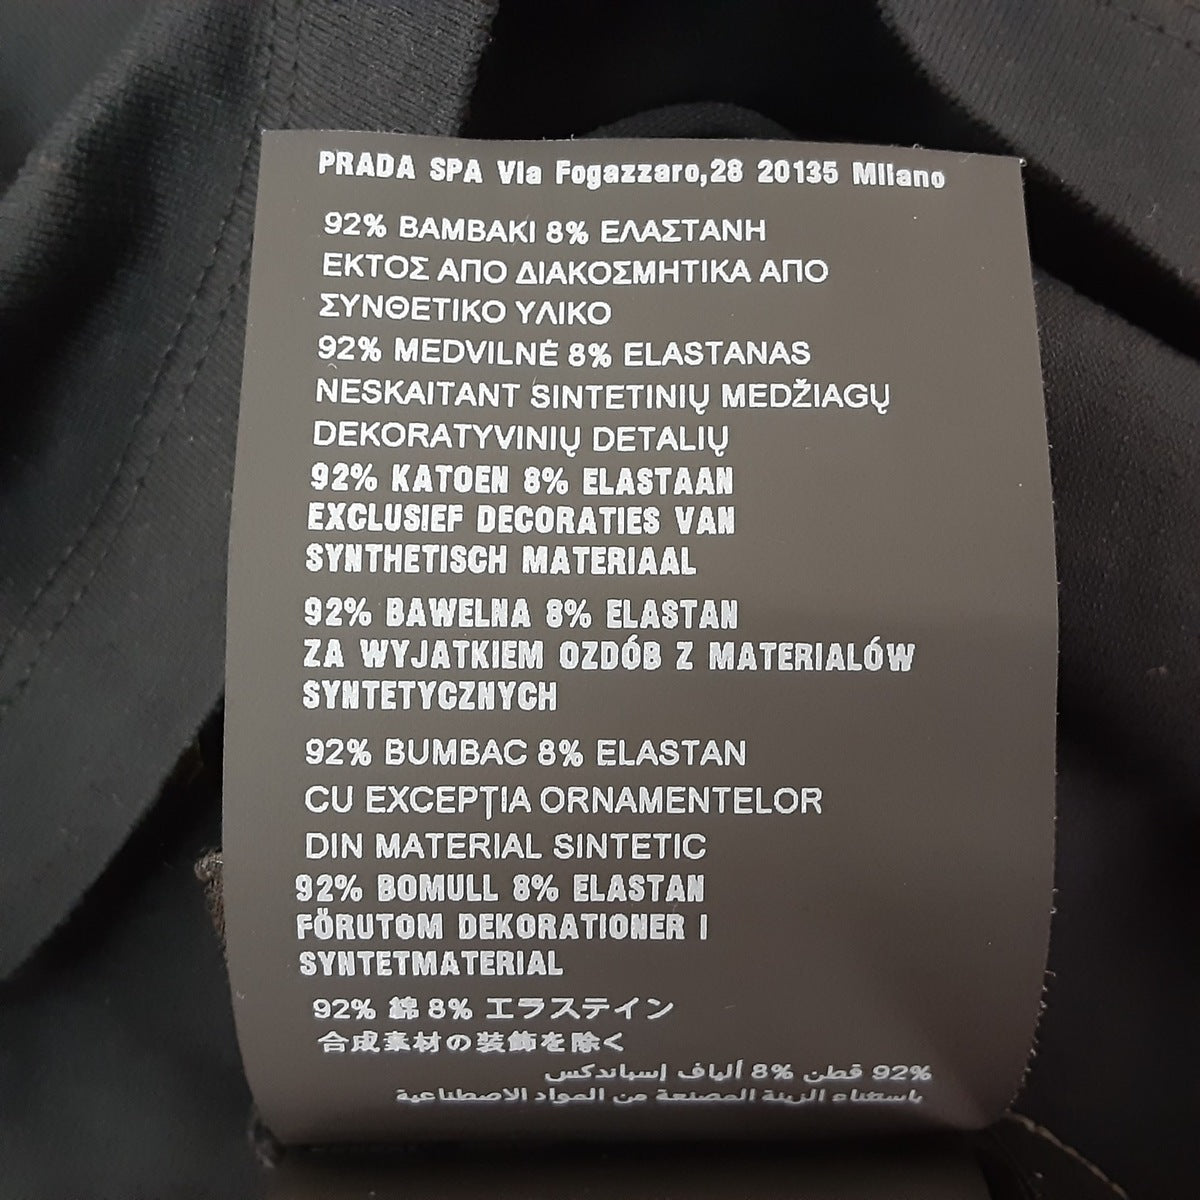 PRADA SPA Via Fogazzaro,28 20135 Milano
92% ΒΑΜΒΑΚΙ 8% ΕΛΑΣΤΑΝΗ
ΕΚΤΟΣ ΑΠΟ ΔΙΑΚΟΣΜΗΤΙΚΑ ΑΠΟ
ΣΥΝΘΕΤΙΚΟ ΥΛΙΚΟ
92% MEDVILNĖ 8% ELASTANAS
NESKAITANT SINTETINIŲ MEDŽIAGŲ
DEKORATYVINIŲ DETALIŲ
92% KATOEN 8% ELASTAAN
EXCLUSIEF DECORATIES VAN
SYNTHETISCH MATERIAAL
92% BAWELNA 8% ELASTAN
ZA WYJATKIEM OZDÓB Z MATERIALÓW
SYNTETYCZNYCH
92% BUMBAC 8% ELASTAN
CU EXCEPŢIA ORNAMENTELOR
DIN MATERIAL SINTETIC
92% BOMULL 8% ELASTAN
FÖRUTOM DEKORATIONER I
SYNTETMATERIAL
92% 綿 8% エラステイン
合成素材の装飾を除く
92% قطن 8% ألياف إسباندكس
باستثناء الزينة المصنعة من المواد الاصطناعية